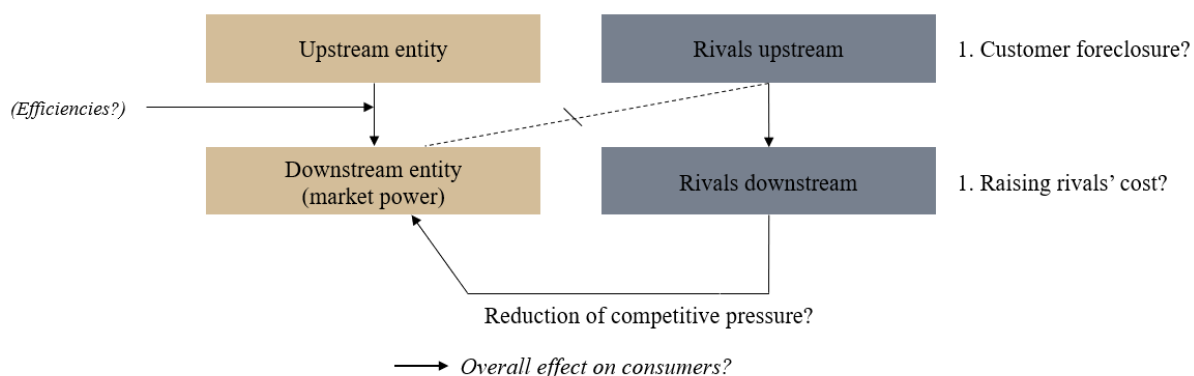 Upstream entity
Rivals upstream
1. Customer foreclosure?
(Efficiencies?)
Downstream entity
(market power)
Rivals downstream
1. Raising rivals’ cost?
Reduction of competitive pressure?
Overall effect on consumers?